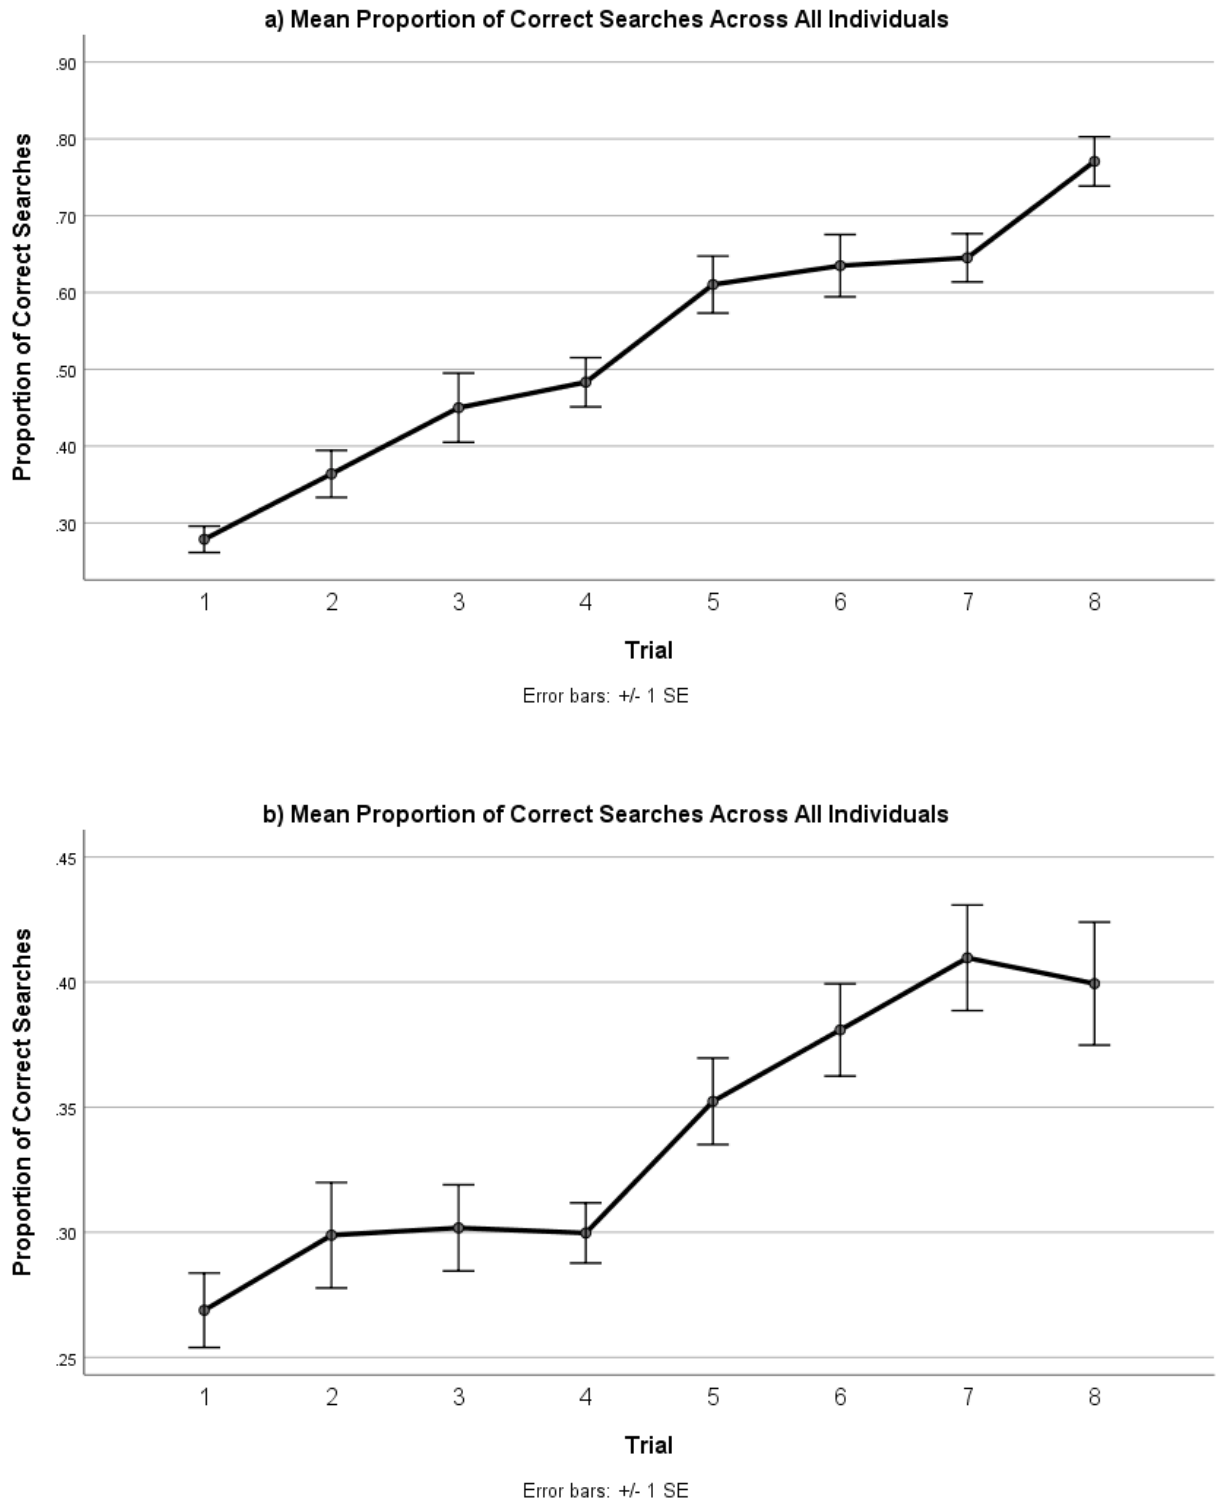 a) Mean Proportion of Correct Searches Across All Individuals
Proportion of Correct Searches
.90
.80
.70
.60
.50
.40
.30
1 2 3 4 5 6 7 8
Trial
Error bars: +/- 1 SE
b) Mean Proportion of Correct Searches Across All Individuals
Proportion of Correct Searches
.45
.40
.35
.30
.25
1 2 3 4 5 6 7 8
Trial
Error bars: +/- 1 SE